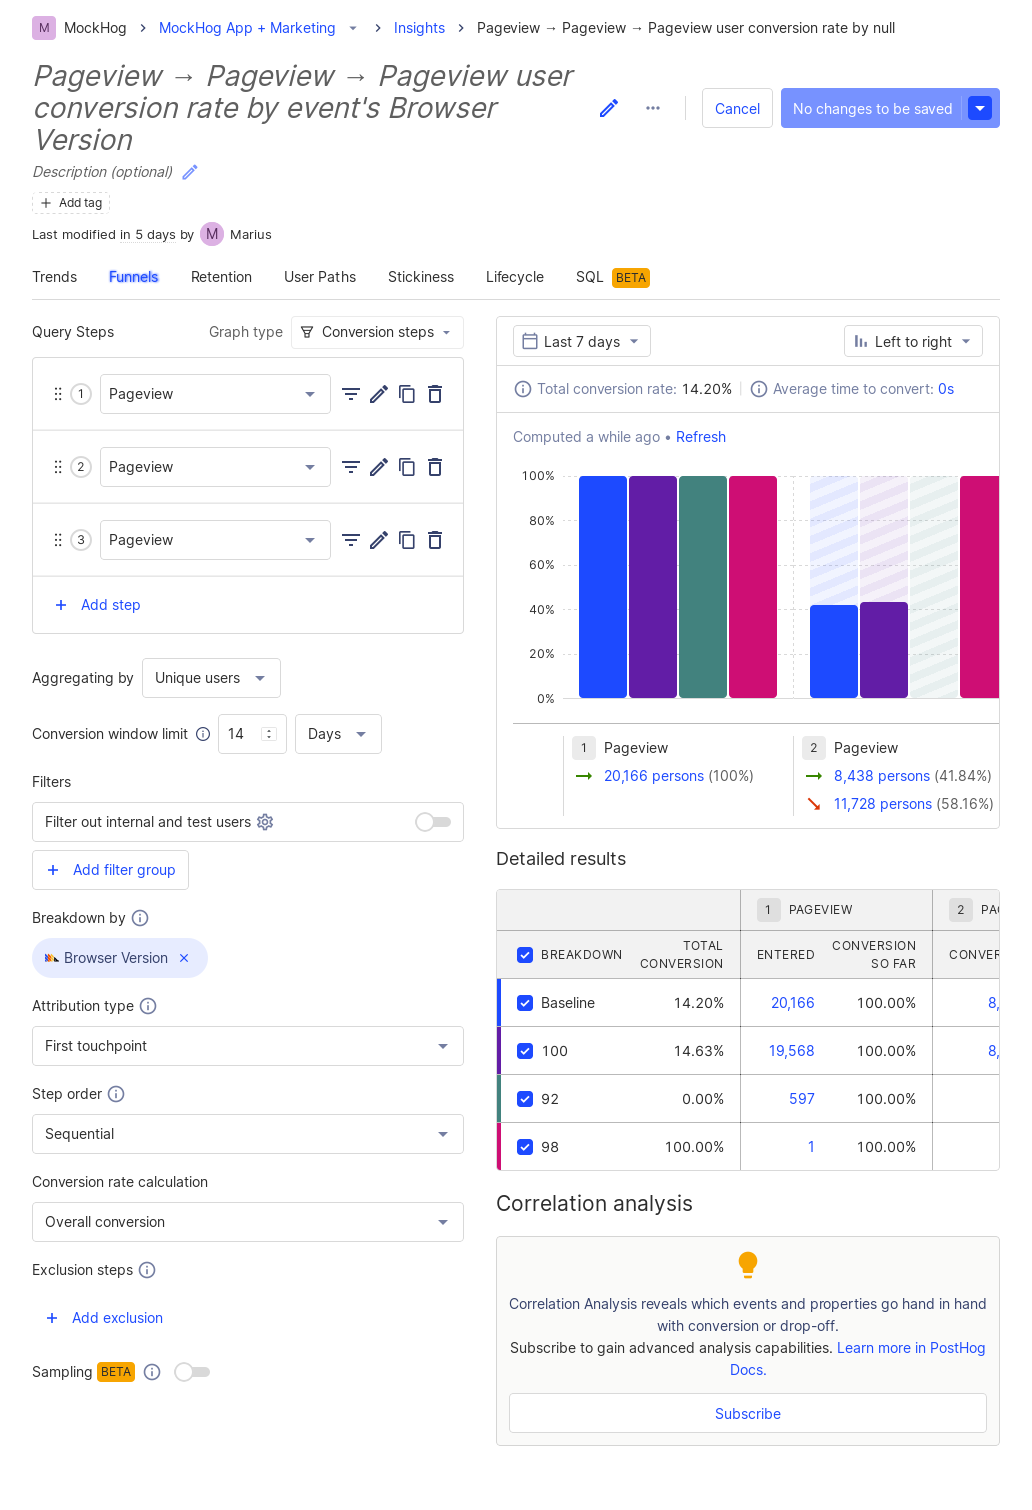 M MockHog MockHog App + Marketing Insights Pageview → Pageview → Pageview user conversion rate by null
Pageview → Pageview → Pageview user
conversion rate by event's Browser
Version
Cancel
No changes to be saved
Description (optional)
Add tag
Last modified in 5 days by M Marius
Trends Funnels Retention User Paths Stickiness Lifecycle SQL BETA
Query Steps
Graph type Conversion steps
1 Pageview
2 Pageview
3 Pageview
Add step
Aggregating by Unique users
Conversion window limit 14 Days
Filters
Filter out internal and test users
Add filter group
Breakdown by
Browser Version
Attribution type
First touchpoint
Step order
Sequential
Conversion rate calculation
Overall conversion
Exclusion steps
Add exclusion
Sampling BETA
Last 7 days
Left to right
Total conversion rate: 14.20% Average time to convert: 0s
Computed a while ago • Refresh
100%
80%
60%
40%
20%
0%
1 Pageview
20,166 persons (100%)
2 Pageview
8,438 persons (41.84%)
11,728 persons (58.16%)
Detailed results
1 PAGEVIEW 2
BREAKDOWN
TOTAL
CONVERSION
ENTERED
CONVERSION
SO FAR
Baseline 14.20% 20,166 100.00% 8,
100 14.63% 19,568 100.00% 8,
92 0.00% 597 100.00%
98 100.00% 1 100.00%
Correlation analysis
Correlation Analysis reveals which events and properties go hand in hand
with conversion or drop-off.
Subscribe to gain advanced analysis capabilities. Learn more in PostHog
Docs.
Subscribe